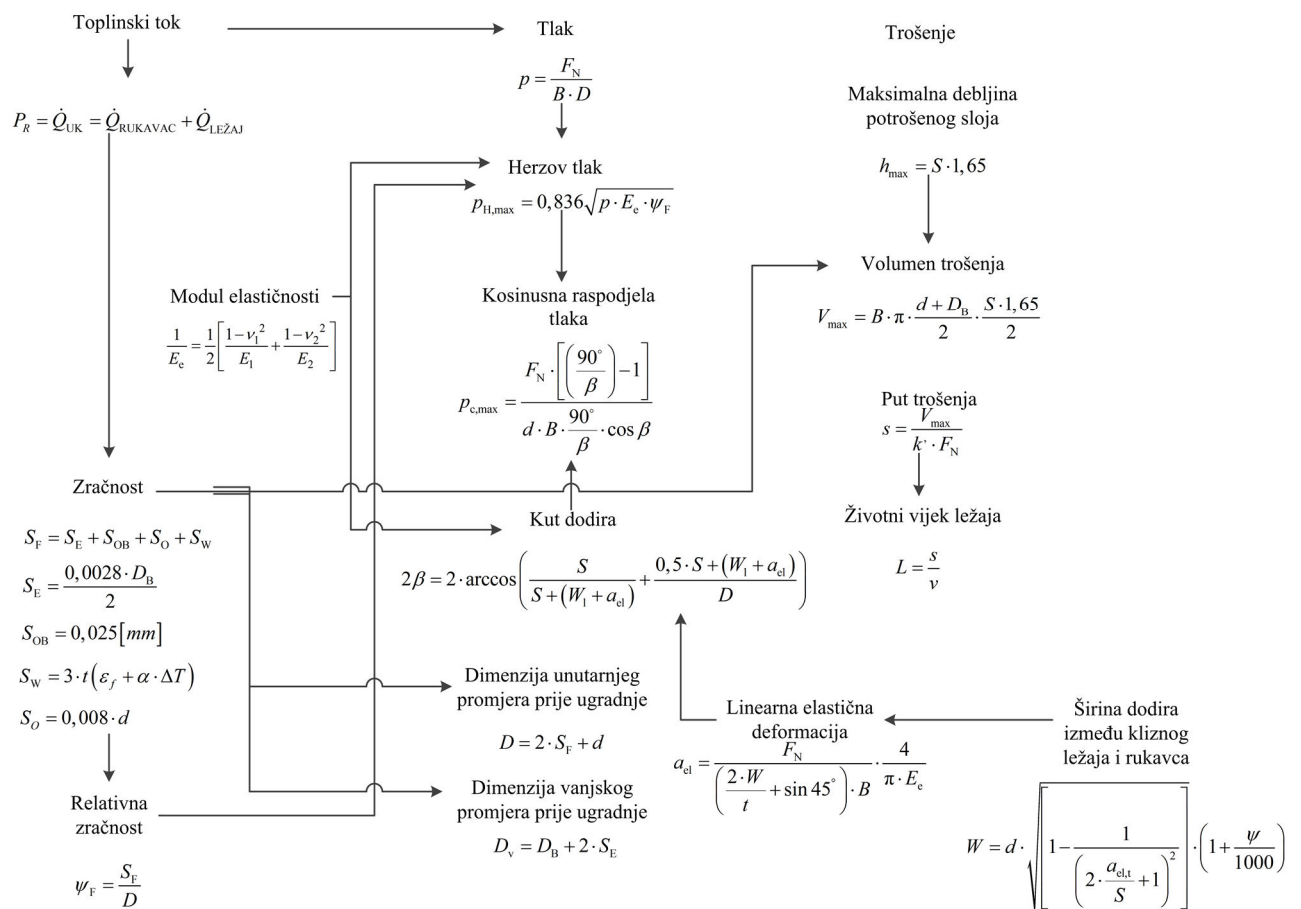 Toplinski tok
P_R = Q̇_UK = Q̇_RUKAVAC + Q̇_LEŽAJ
Tlak
p = F_N / (B · D)
Herzov tlak
p_H,max = 0,836 √(p · E_e · ψ_F)
Modul elastičnosti
1/E_e = 1/2 [ (1−ν_1²)/E_1 + (1−ν_2²)/E_2 ]
Kosinusna raspodjela
tlaka
p_c,max = F_N · [ (90°/β) − 1 ] / ( d · B · 90°/β · cos β )
Trošenje
Maksimalna debljina
potrošenog sloja
h_max = S · 1,65
Volumen trošenja
V_max = B · π · (d + D_B)/2 · (S · 1,65)/2
Put trošenja
s = V_max / (k' · F_N)
Životni vijek ležaja
L = s / v
Zračnost
S_F = S_E + S_OB + S_O + S_W
S_E = 0,0028 · D_B / 2
S_OB = 0,025 [mm]
S_W = 3 · t (ε_f + α · ΔT)
S_O = 0,008 · d
Relativna
zračnost
ψ_F = S_F / D
Kut dodira
2β = 2 · arccos( S / (S + (W_1 + a_el)) + (0,5 · S + (W_1 + a_el)) / D )
Dimenzija unutarnjeg
promjera prije ugradnje
D = 2 · S_F + d
Dimenzija vanjskog
promjera prije ugradnje
D_v = D_B + 2 · S_E
Linearna elastična
deformacija
a_el = F_N / ( (2 · W / t + sin 45°) · B ) · 4 / (π · E_e)
Širina dodira
između kliznog
ležaja i rukavca
W = d · √[ 1 − 1 / (2 · a_el,t / S + 1)² ] · (1 + ψ/1000)